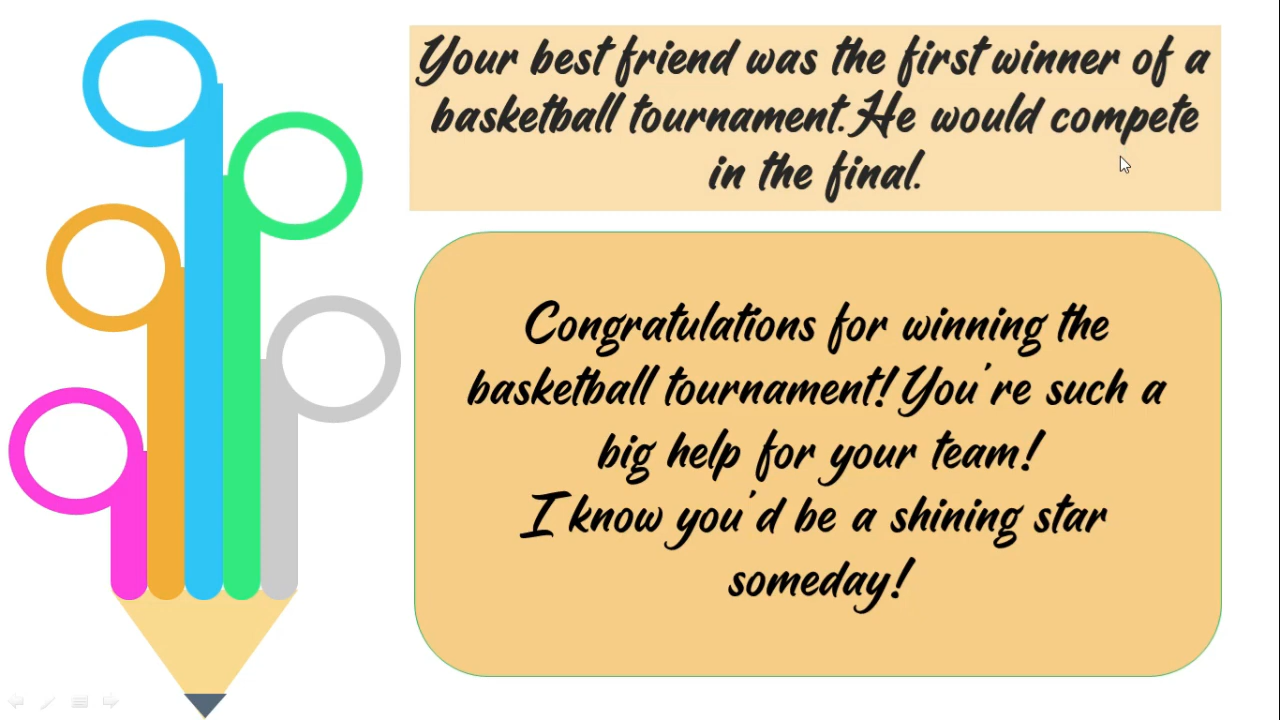 Your best friend was the first winner of a
basketball tournament. He would compete
in the final.
Congratulations for winning the
basketball tournament! You're such a
big help for your team!
I know you'd be a shining star
someday!